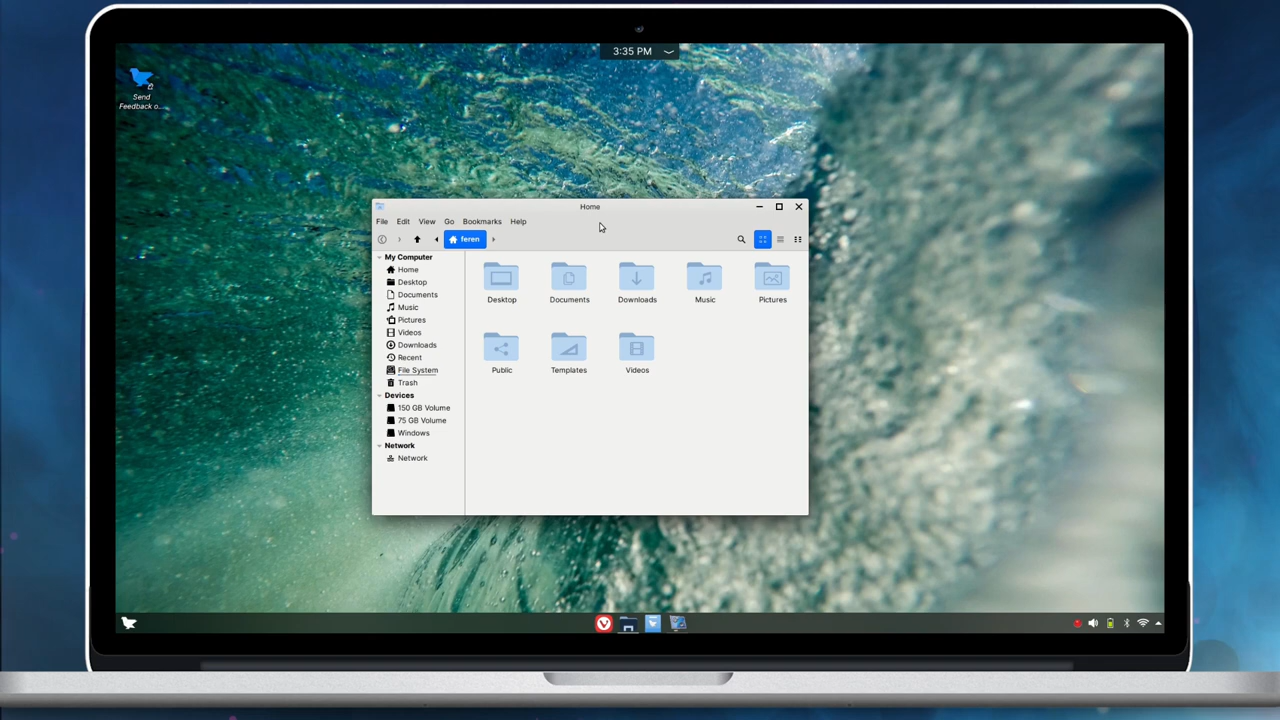 3:35 PM
Send
Feedback o...
Home
File Edit View Go Bookmarks Help
feren
My Computer
Home
Desktop
Documents
Music
Pictures
Videos
Downloads
Recent
File System
Trash
Devices
150 GB Volume
75 GB Volume
Windows
Network
Network
Desktop Documents Downloads Music Pictures
Public Templates Videos